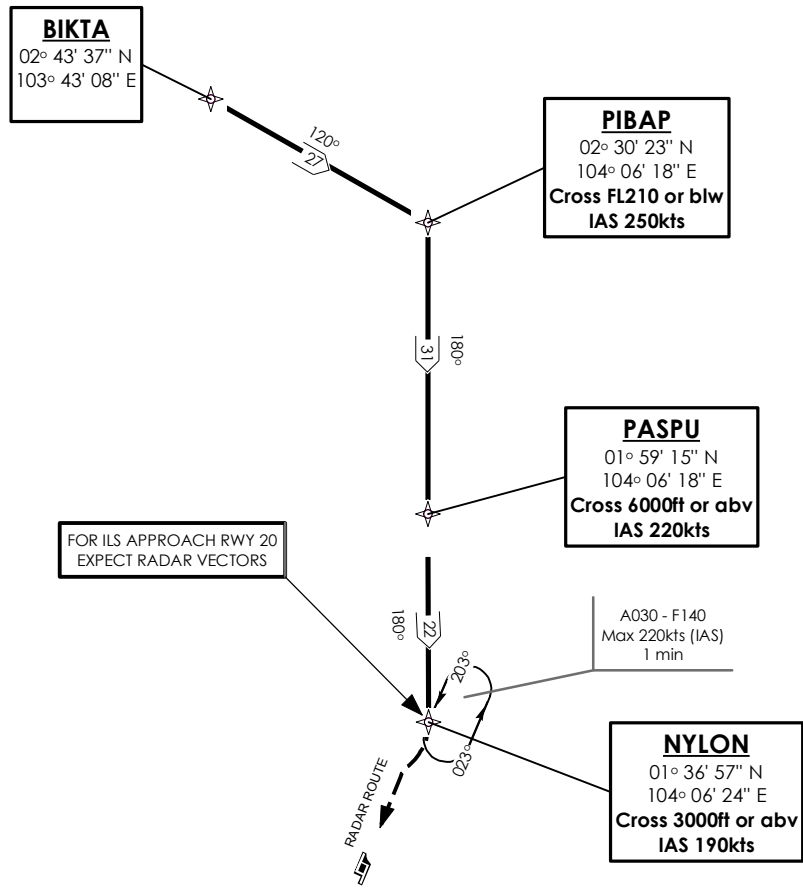 BIKTA
02° 43' 37" N
103° 43' 08" E
120°
27
PIBAP
02° 30' 23" N
104° 06' 18" E
Cross FL210 or blw
IAS 250kts
31
180°
PASPU
01° 59' 15" N
104° 06' 18" E
Cross 6000ft or abv
IAS 220kts
FOR ILS APPROACH RWY 20
EXPECT RADAR VECTORS
180°
22
A030 - F140
Max 220kts (IAS)
1 min
203°
023°
NYLON
01° 36' 57" N
104° 06' 24" E
Cross 3000ft or abv
IAS 190kts
RADAR ROUTE